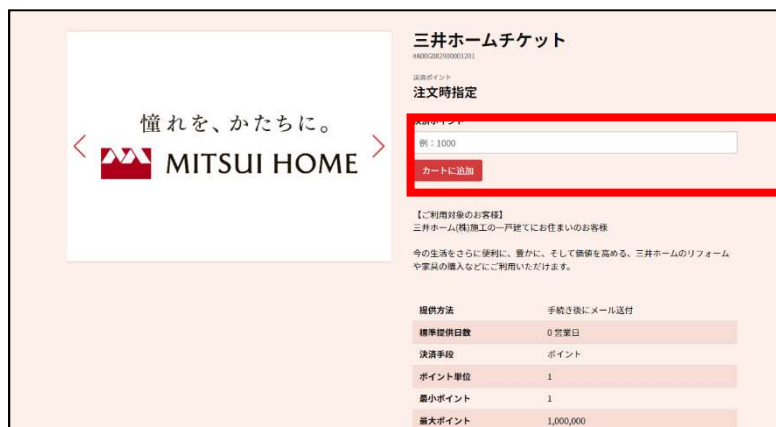 三井ホームチケット
決済ポイント
注文時指定
憧れを、かたちに。
MITSUI HOME
決済ポイント
例：1000
カートに追加
【ご利用対象のお客様】
三井ホーム(株)施工の一戸建てにお住まいのお客様
今の生活をさらに便利に、豊かに、そして価値を高める、三井ホームのリフォーム
や家具の購入などにご利用いただけます。
提供方法 手続き後にメール送付
標準提供日数 0 営業日
決済手段 ポイント
ポイント単位 1
最小ポイント 1
最大ポイント 1,000,000